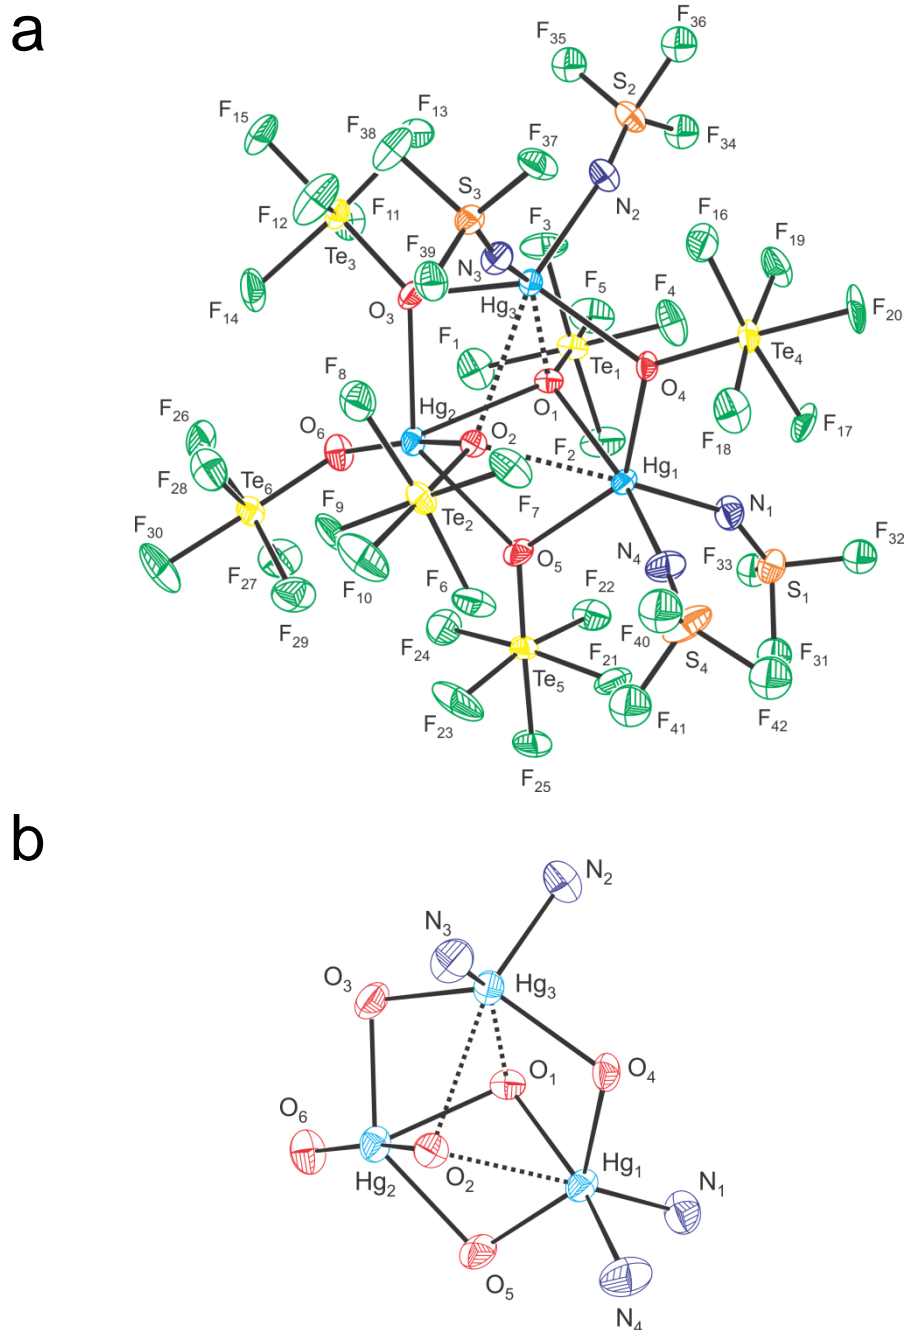 a
F₃₆
F₃₅
S₂
F₁₅
F₁₃
F₃₈
F₃₄
F₃₇
S₃
N₂
F₁₂
F₁₁
F₃
F₁₆
F₁₉
Te₃
F₃₉
N₃
F₅
F₄
F₂₀
F₁₄
O₃
Hg₃
F₁
Te₁
Te₄
F₈
O₄
O₁
Hg₂
F₂₆
O₆
O₂
F₂
F₁₈
F₁₇
Hg₁
F₂₈
Te₆
F₇
F₉
Te₂
N₁
F₃₀
F₃₂
O₅
N₄
F₃₃
F₂₇
F₁₀
F₆
F₂₂
S₁
F₂₉
F₂₄
F₄₀
F₂₁
S₄
F₃₁
Te₅
F₂₃
F₄₁
F₄₂
F₂₅
b
N₂
N₃
O₃
Hg₃
O₁
O₄
O₆
O₂
Hg₁
Hg₂
N₁
O₅
N₄